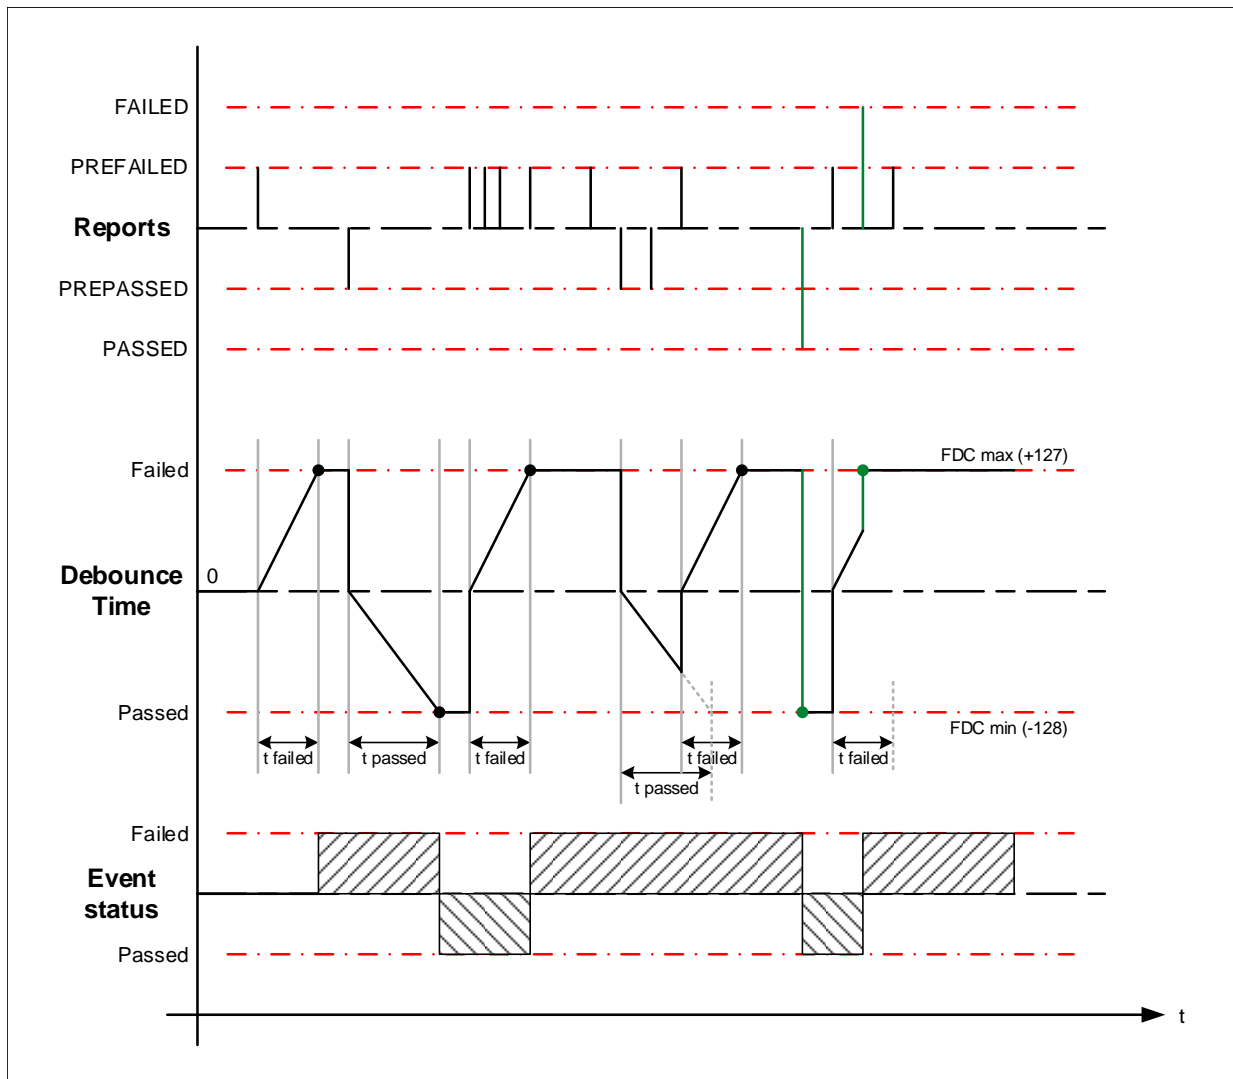 FAILED
PREFAILED
Reports
PREPASSED
PASSED
Failed
FDC max (+127)
0
Debounce
Time
Passed
FDC min (-128)
t failed
t passed
t failed
t failed
t failed
t passed
Failed
Event
status
Passed
t